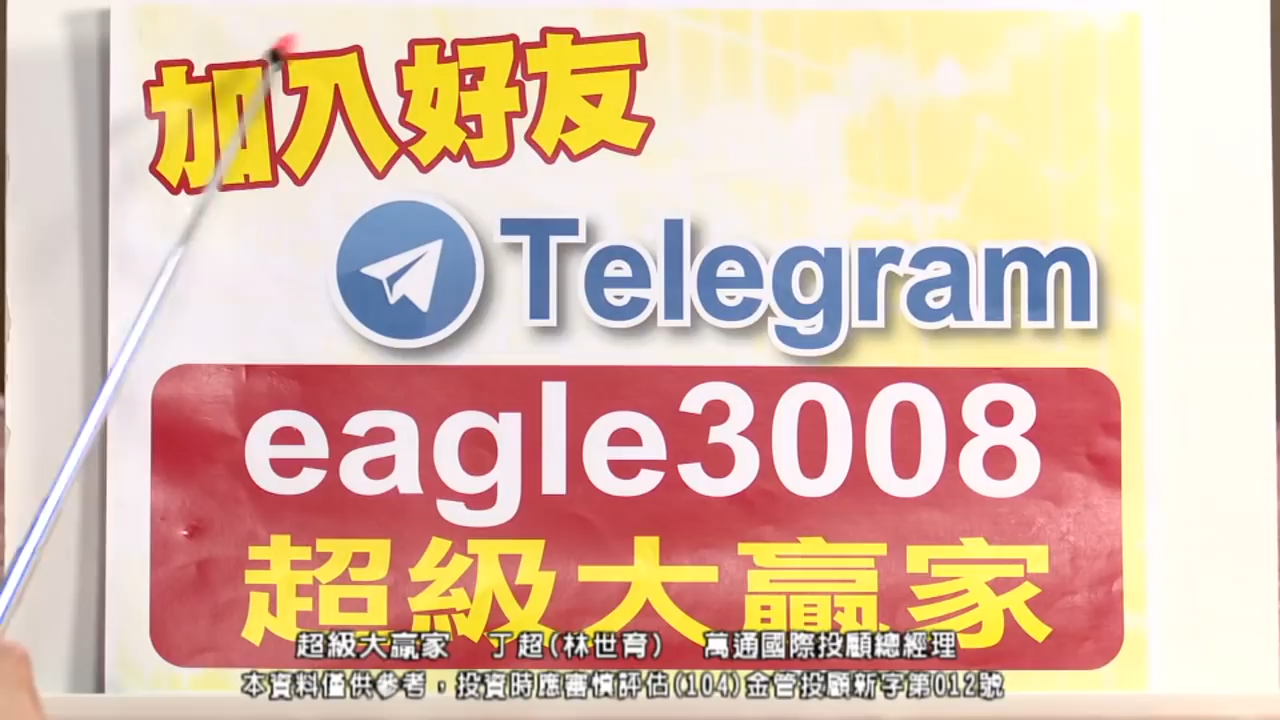 加入好友
Telegram
eagle3008
超級大贏家
超級大贏家 丁超(林世育) 萬通國際投顧總經理
本資料僅供參考，投資時應審慎評估(104)金管投顧新字第012號